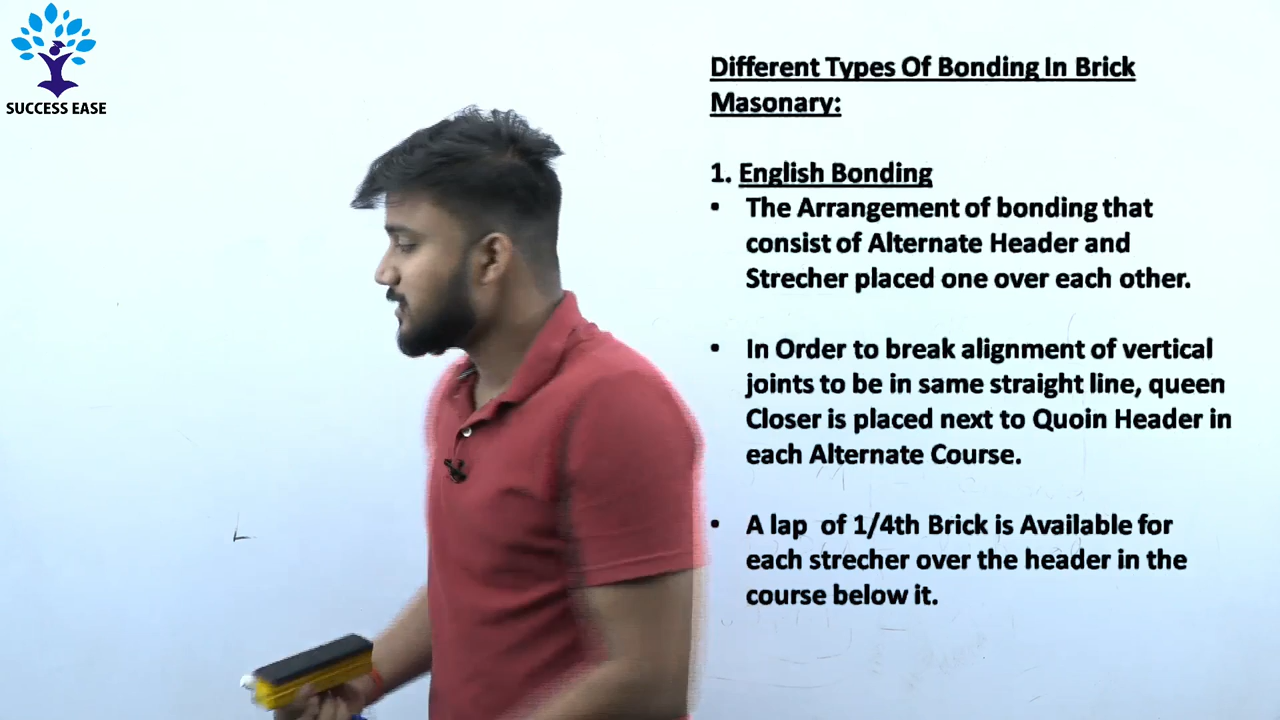 SUCCESS EASE
Different Types Of Bonding In Brick
Masonary:
1. English Bonding
• The Arrangement of bonding that
consist of Alternate Header and
Strecher placed one over each other.
• In Order to break alignment of vertical
joints to be in same straight line, queen
Closer is placed next to Quoin Header in
each Alternate Course.
• A lap of 1/4th Brick is Available for
each strecher over the header in the
course below it.